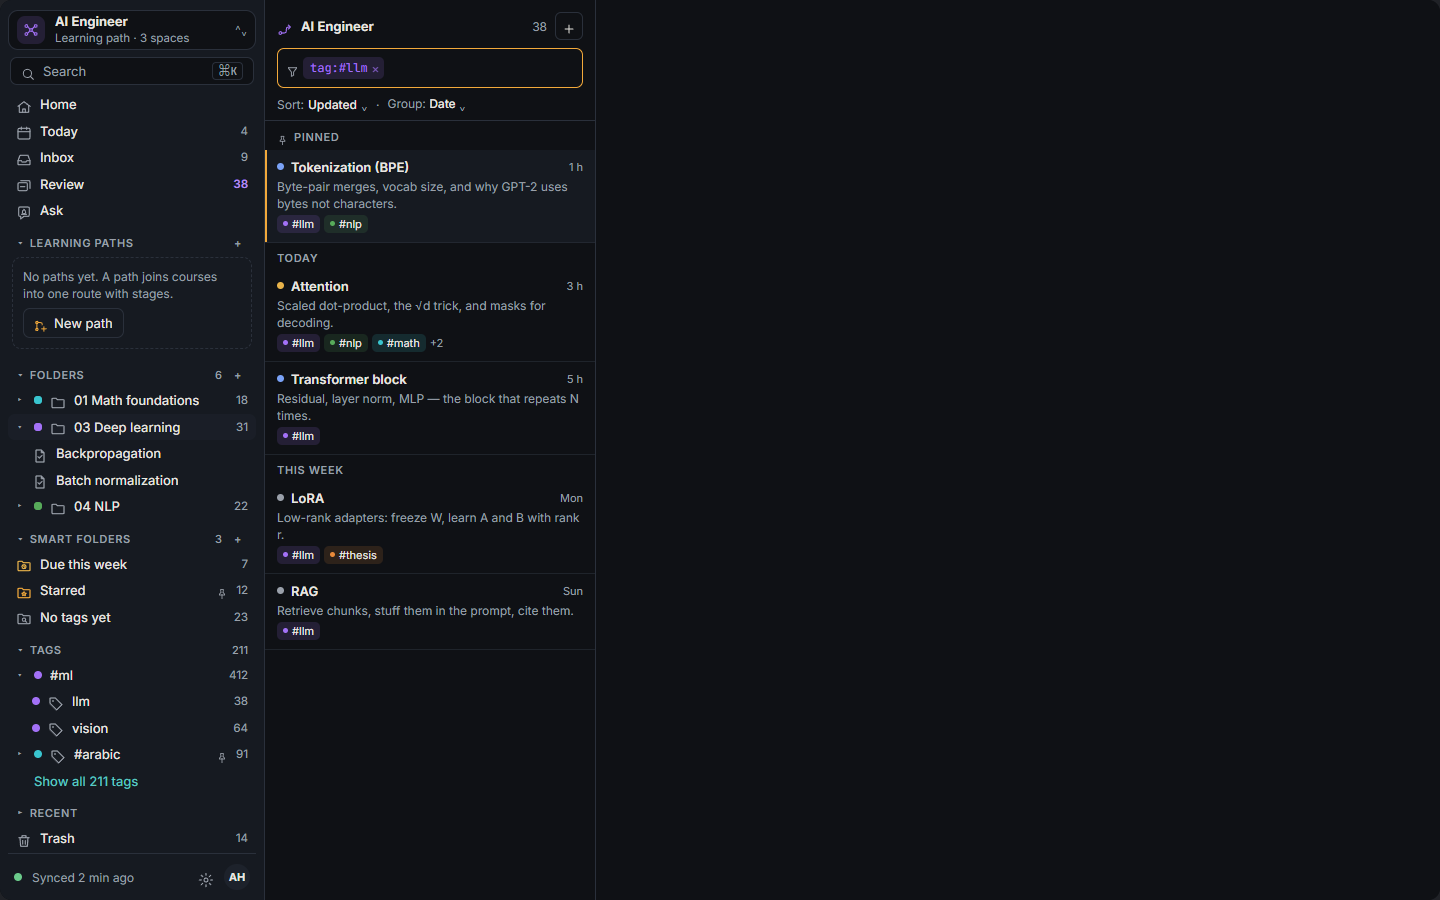 AI Engineer
Learning path · 3 spaces
Search ⌘K
Home
Today 4
Inbox 9
Review 38
Ask
LEARNING PATHS +
No paths yet. A path joins courses
into one route with stages.
New path
FOLDERS 6 +
01 Math foundations 18
03 Deep learning 31
Backpropagation
Batch normalization
04 NLP 22
SMART FOLDERS 3 +
Due this week 7
Starred 12
No tags yet 23
TAGS 211
#ml 412
llm 38
vision 64
#arabic 91
Show all 211 tags
RECENT
Trash 14
Synced 2 min ago AH
AI Engineer 38 +
tag:#llm ×
Sort: Updated · Group: Date
PINNED
Tokenization (BPE) 1 h
Byte-pair merges, vocab size, and why GPT-2 uses
bytes not characters.
#llm #nlp
TODAY
Attention 3 h
Scaled dot-product, the √d trick, and masks for
decoding.
#llm #nlp #math +2
Transformer block 5 h
Residual, layer norm, MLP — the block that repeats N
times.
#llm
THIS WEEK
LoRA Mon
Low-rank adapters: freeze W, learn A and B with rank
r.
#llm #thesis
RAG Sun
Retrieve chunks, stuff them in the prompt, cite them.
#llm